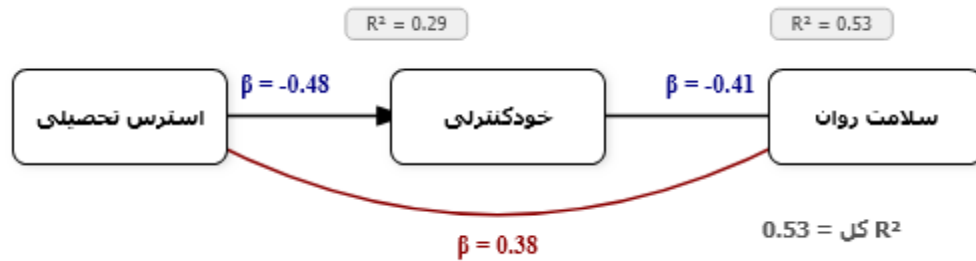 R² = 0.29
R² = 0.53
β = -0.48
β = -0.41
استرس تحصیلی
خودکنترلی
سلامت روان
β = 0.38
R² کل = 0.53